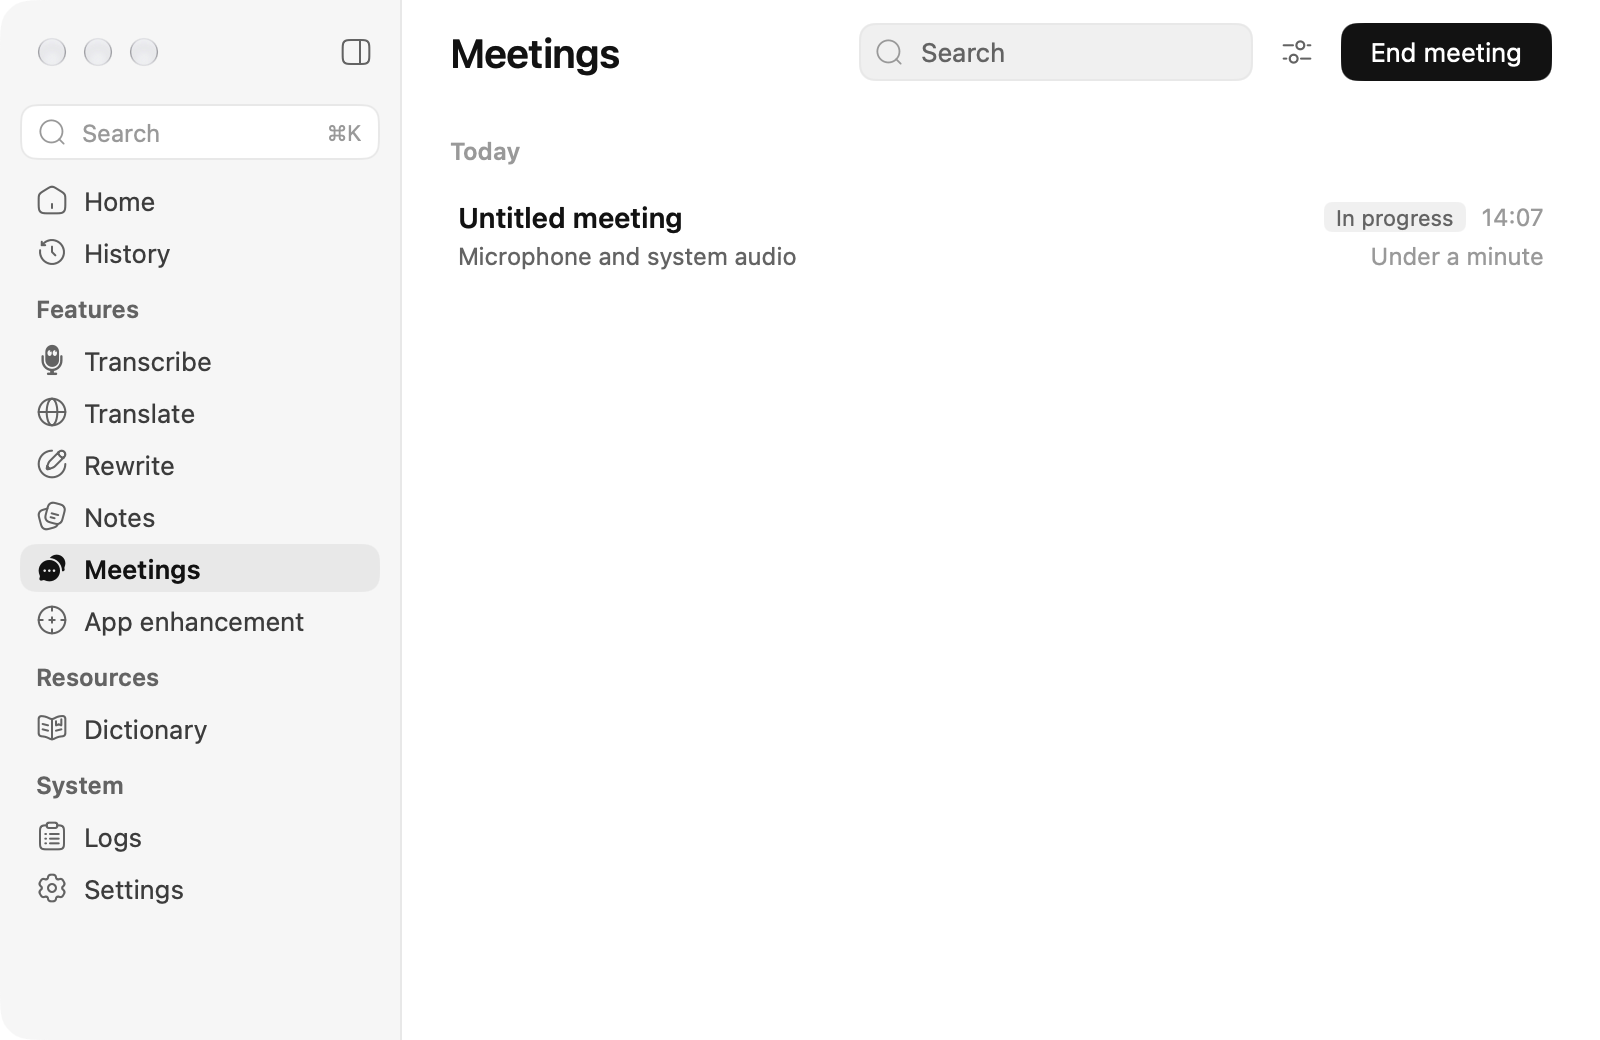 Search ⌘K
Home
History
Features
Transcribe
Translate
Rewrite
Notes
Meetings
App enhancement
Resources
Dictionary
System
Logs
Settings
Meetings
Search
End meeting
Today
Untitled meeting
In progress 14:07
Microphone and system audio
Under a minute